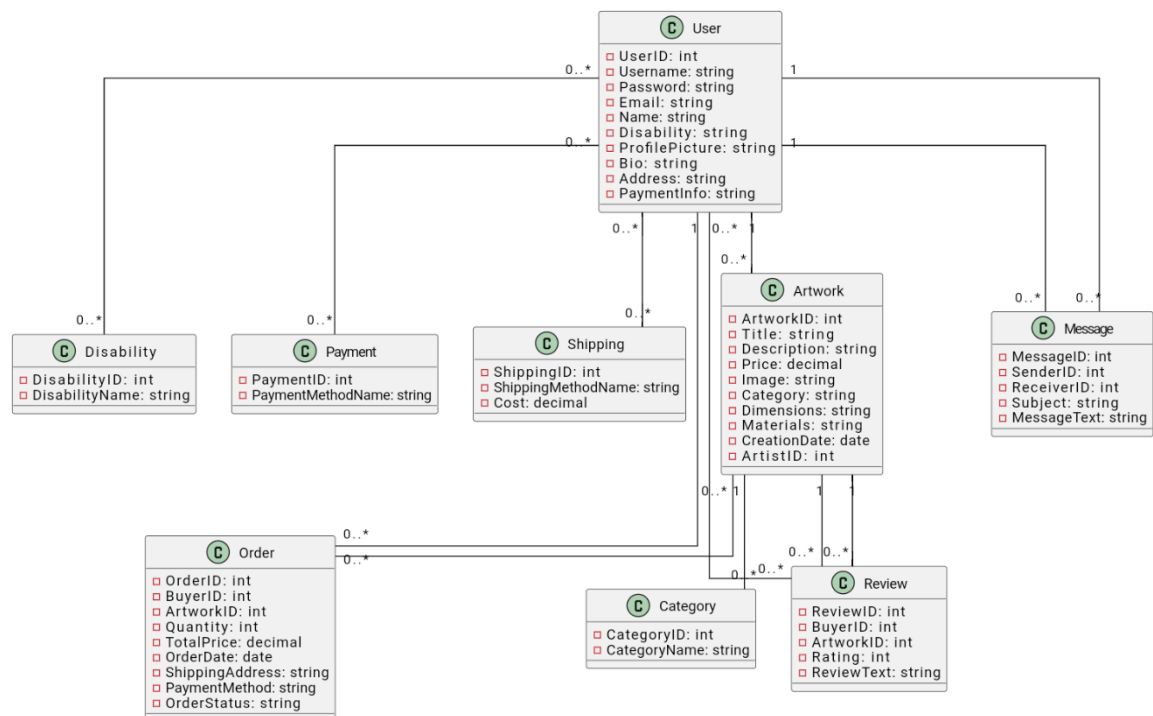 C User
UserID: int
Username: string
Password: string
Email: string
Name: string
Disability: string
ProfilePicture: string
Bio: string
Address: string
PaymentInfo: string
0..*
1
0..*
1
0..*
1
0..*
1
0..*
0..*
0..*
0..*
0..*
0..*
C Disability
DisabilityID: int
DisabilityName: string
C Payment
PaymentID: int
PaymentMethodName: string
C Shipping
ShippingID: int
ShippingMethodName: string
Cost: decimal
C Artwork
ArtworkID: int
Title: string
Description: string
Price: decimal
Image: string
Category: string
Dimensions: string
Materials: string
CreationDate: date
ArtistID: int
C Message
MessageID: int
SenderID: int
ReceiverID: int
Subject: string
MessageText: string
0..*
1
1
1
0..*
0..*
0..*
0..*
0..*
0..*
C Order
OrderID: int
BuyerID: int
ArtworkID: int
Quantity: int
TotalPrice: decimal
OrderDate: date
ShippingAddress: string
PaymentMethod: string
OrderStatus: string
C Category
CategoryID: int
CategoryName: string
C Review
ReviewID: int
BuyerID: int
ArtworkID: int
Rating: int
ReviewText: string